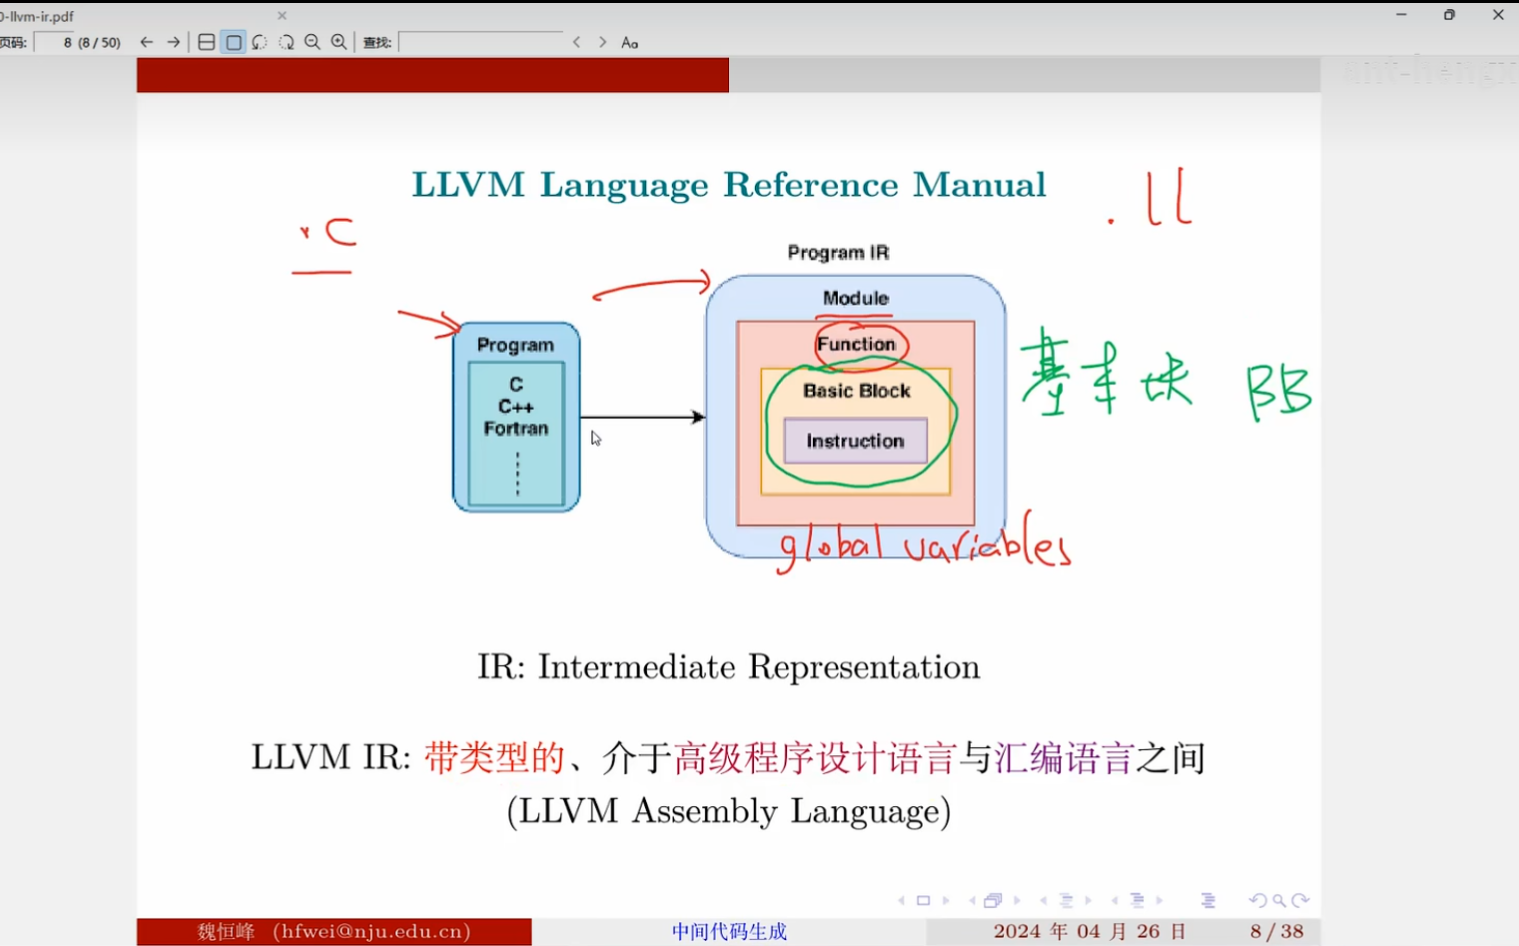 0-llvm-ir.pdf
页码: 8 (8 / 50) 查找: Aa
LLVM Language Reference Manual
.c
.ll
Program IR
Module
Program
Function
C
Basic Block
C++
Fortran
Instruction
基本块 BB
global variables
IR: Intermediate Representation
LLVM IR: 带类型的、介于高级程序设计语言与汇编语言之间
(LLVM Assembly Language)
魏恒峰 (hfwei@nju.edu.cn) 中间代码生成 2024 年 04 月 26 日 8 / 38